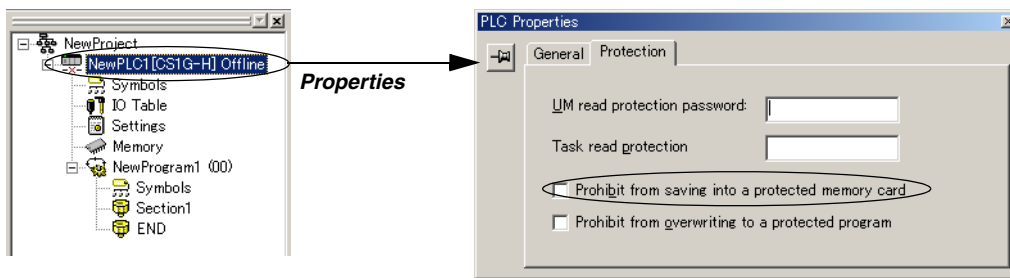 NewProject
NewPLC1[CS1G-H] Offline
Symbols
IO Table
Settings
Memory
NewProgram1 (00)
Symbols
Section1
END
Properties
PLC Properties
General Protection
UM read protection password:
Task read protection
Prohibit from saving into a protected memory card
Prohibit from overwriting to a protected program